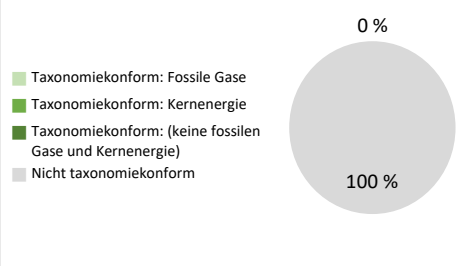 0 %
Taxonomiekonform: Fossile Gase
Taxonomiekonform: Kernenergie
Taxonomiekonform: (keine fossilen
Gase und Kernenergie)
Nicht taxonomiekonform
100 %